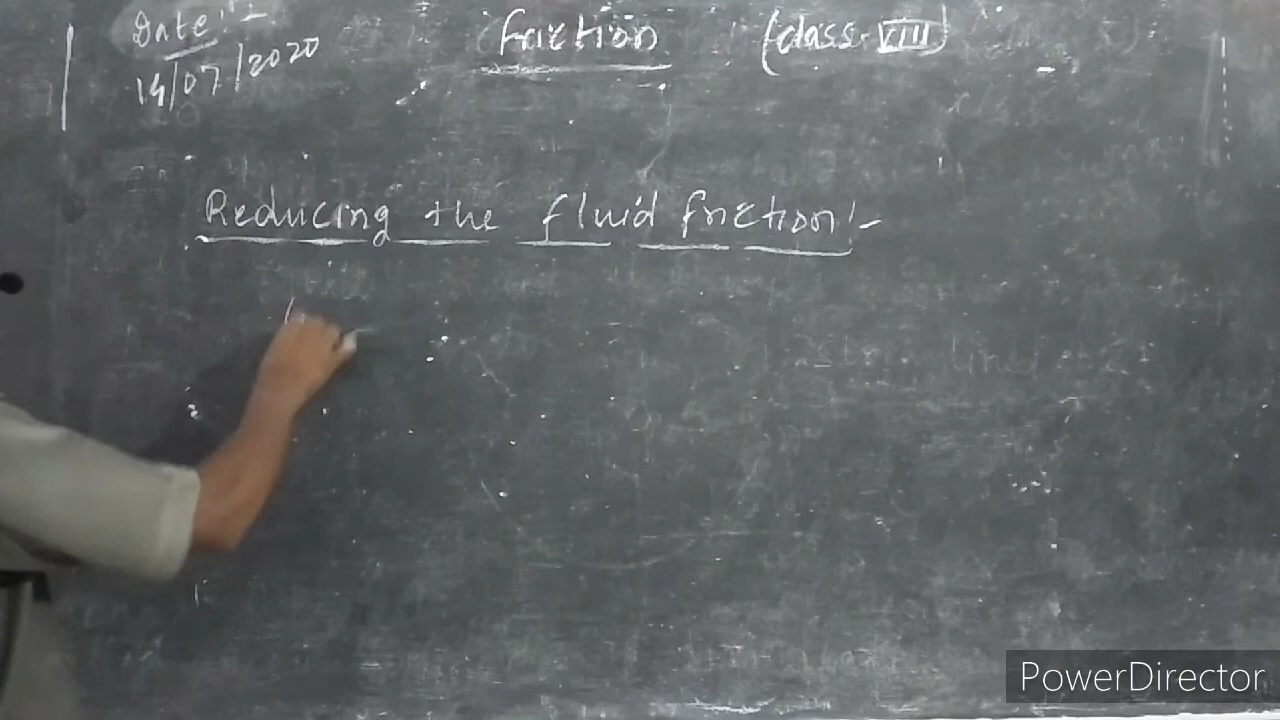 Date:-
Friction
(class-VIII)
14/07/2020
Reducing the fluid friction:-
PowerDirector